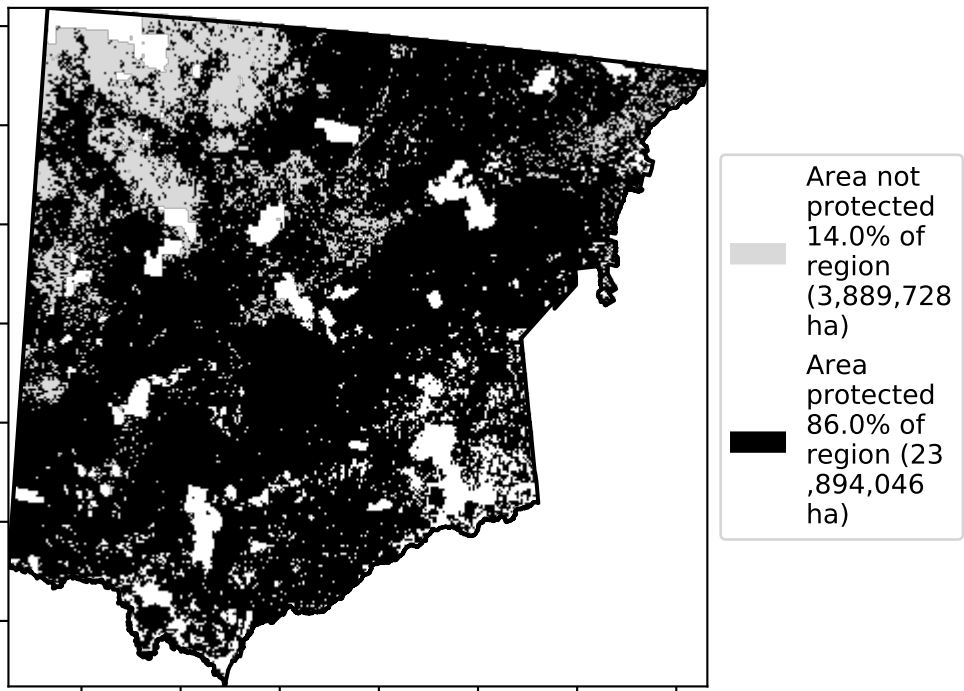 Area not
protected
14.0% of
region
(3,889,728
ha)
Area
protected
86.0% of
region (23
,894,046
ha)